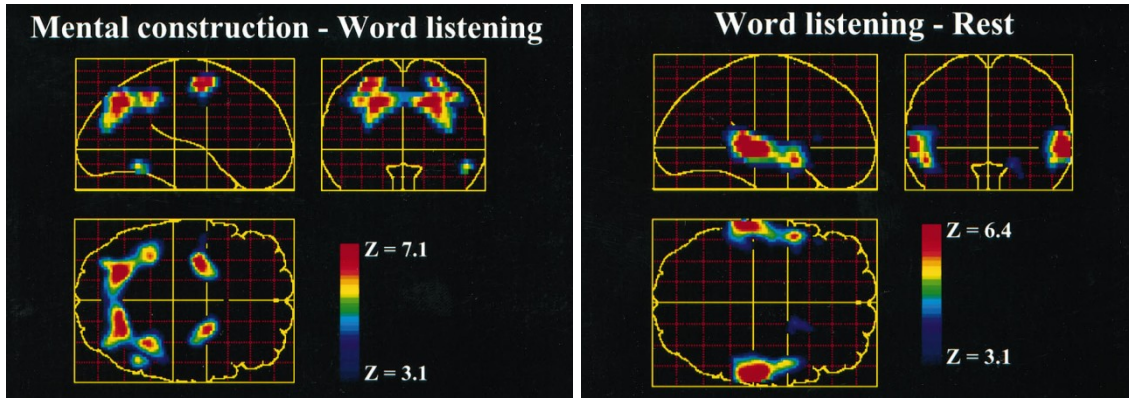 Mental construction - Word listening
Z = 7.1
Z = 3.1
Word listening - Rest
Z = 6.4
Z = 3.1